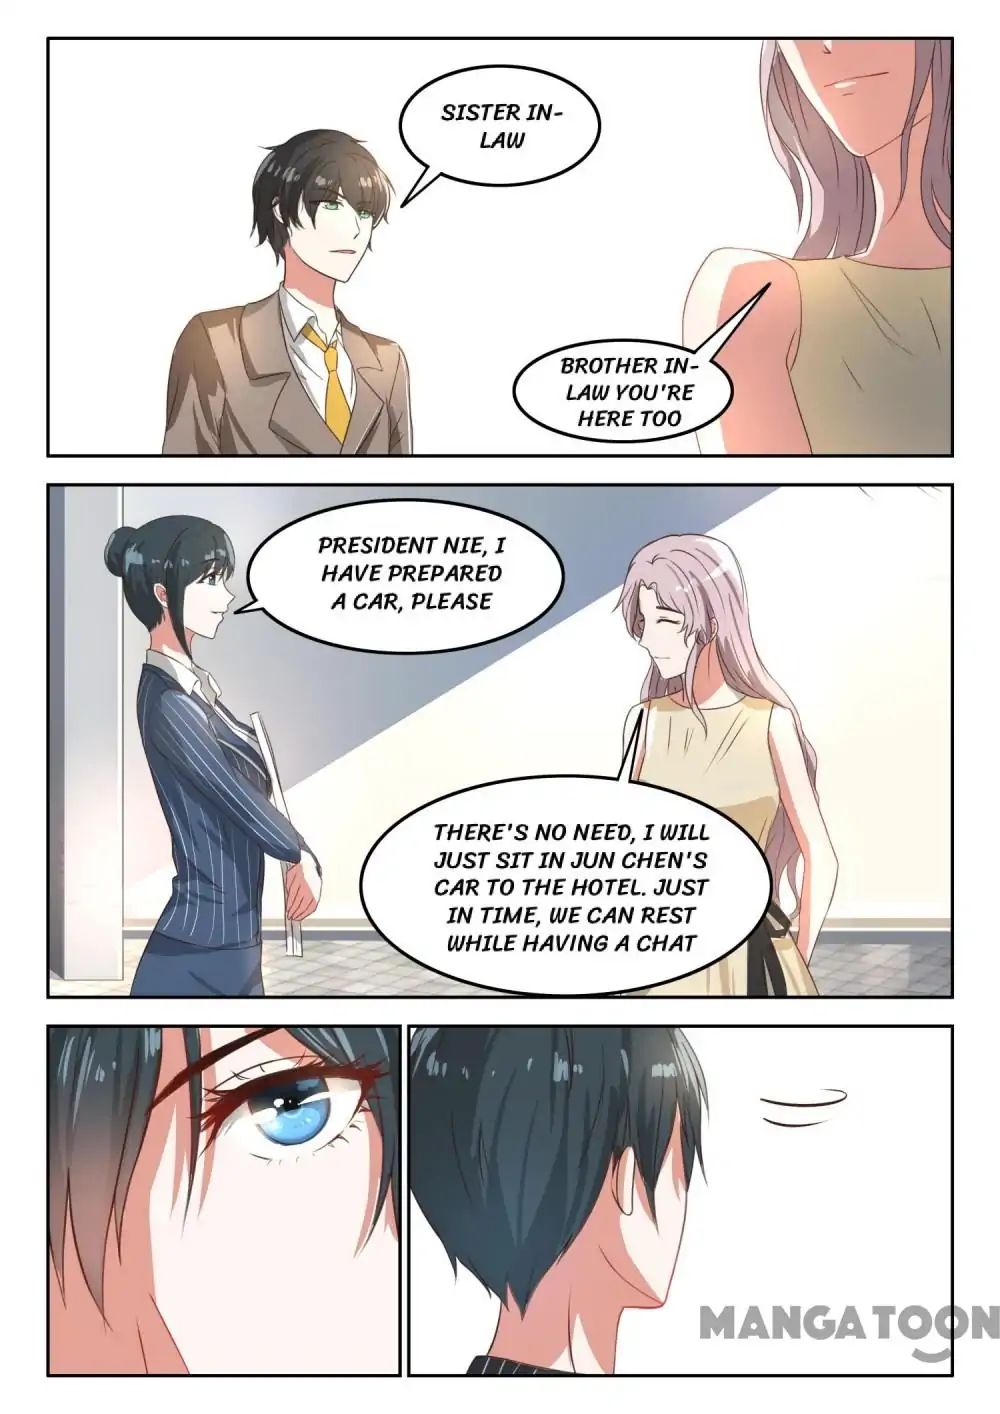 SISTER IN-
LAW
BROTHER IN-
LAW YOU'RE
HERE TOO
PRESIDENT NIE, I
HAVE PREPARED
A CAR, PLEASE
THERE'S NO NEED, I WILL
JUST SIT IN JUN CHEN'S
CAR TO THE HOTEL. JUST
IN TIME, WE CAN REST
WHILE HAVING A CHAT
MANGATOON